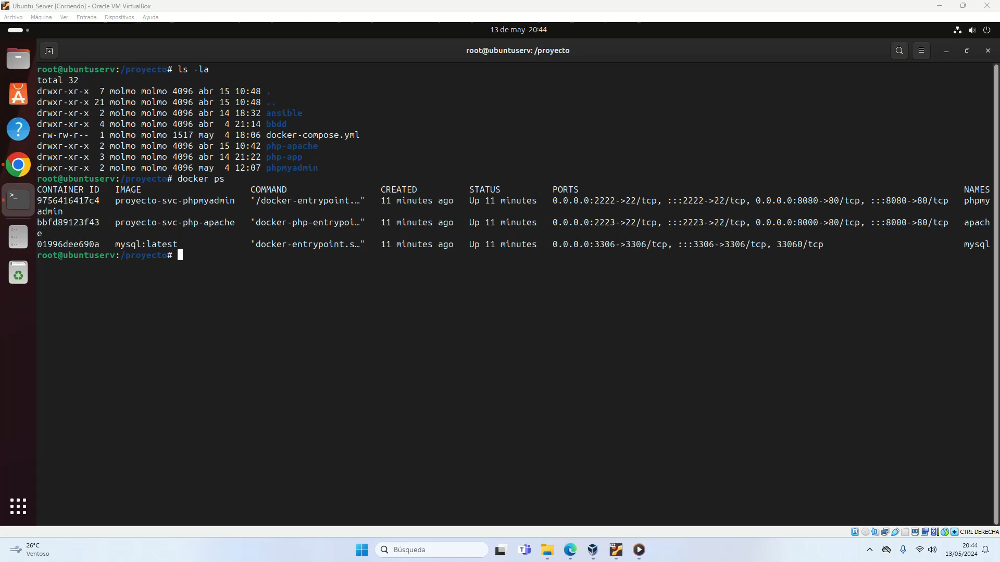 Ubuntu_Server [Corriendo] - Oracle VM VirtualBox
Archivo Máquina Ver Entrada Dispositivos Ayuda
13 de may 20:44
root@ubuntuserv: /proyecto
root@ubuntuserv:/proyecto# ls -la
total 32
drwxr-xr-x  7 molmo molmo 4096 abr 15 10:48 .
drwxr-xr-x 21 molmo molmo 4096 abr 15 10:48 ..
drwxr-xr-x  2 molmo molmo 4096 abr 14 18:32 ansible
drwxr-xr-x  4 molmo molmo 4096 abr  4 21:14 bbdd
-rw-rw-r--  1 molmo molmo 1517 may  4 18:06 docker-compose.yml
drwxr-xr-x  2 molmo molmo 4096 abr 15 10:42 php-apache
drwxr-xr-x  3 molmo molmo 4096 abr 14 21:22 php-app
drwxr-xr-x  2 molmo molmo 4096 may  4 12:07 phpmyadmin
root@ubuntuserv:/proyecto# docker ps
CONTAINER ID   IMAGE                     COMMAND                  CREATED          STATUS          PORTS                                                                          NAMES
9756416417c4   proyecto-svc-phpmyadmin   "/docker-entrypoint.…"   11 minutes ago   Up 11 minutes   0.0.0.0:2222->22/tcp, :::2222->22/tcp, 0.0.0.0:8080->80/tcp, :::8080->80/tcp   phpmy
admin
bbfd89123f43   proyecto-svc-php-apache   "docker-php-entrypoi…"   11 minutes ago   Up 11 minutes   0.0.0.0:2223->22/tcp, :::2223->22/tcp, 0.0.0.0:8000->80/tcp, :::8000->80/tcp   apach
e
01996dee690a   mysql:latest              "docker-entrypoint.s…"   11 minutes ago   Up 11 minutes   0.0.0.0:3306->3306/tcp, :::3306->3306/tcp, 33060/tcp                           mysql
root@ubuntuserv:/proyecto#
CTRL DERECHA
26°C
Ventoso
Búsqueda
20:44
13/05/2024